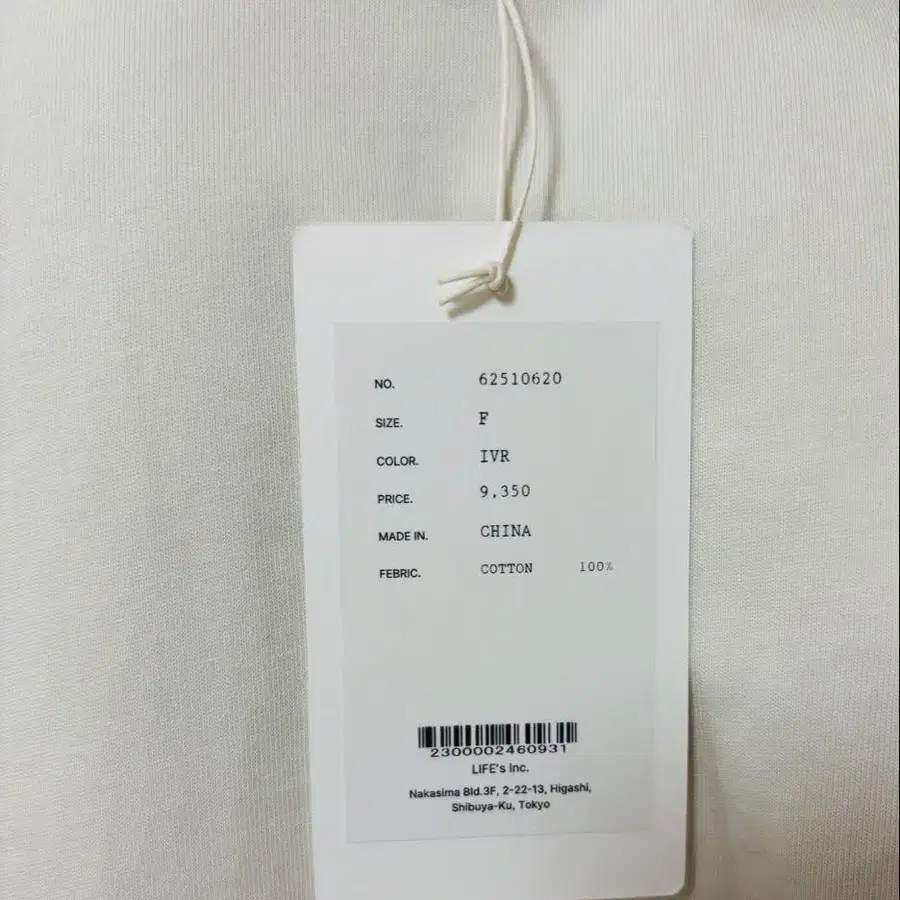 NO. 62510620
SIZE. F
COLOR. IVR
PRICE. 9,350
MADE IN. CHINA
FEBRIC. COTTON 100%
2300002460931
LIFE's Inc.
Nakasima Bld.3F, 2-22-13, Higashi,
Shibuya-Ku, Tokyo